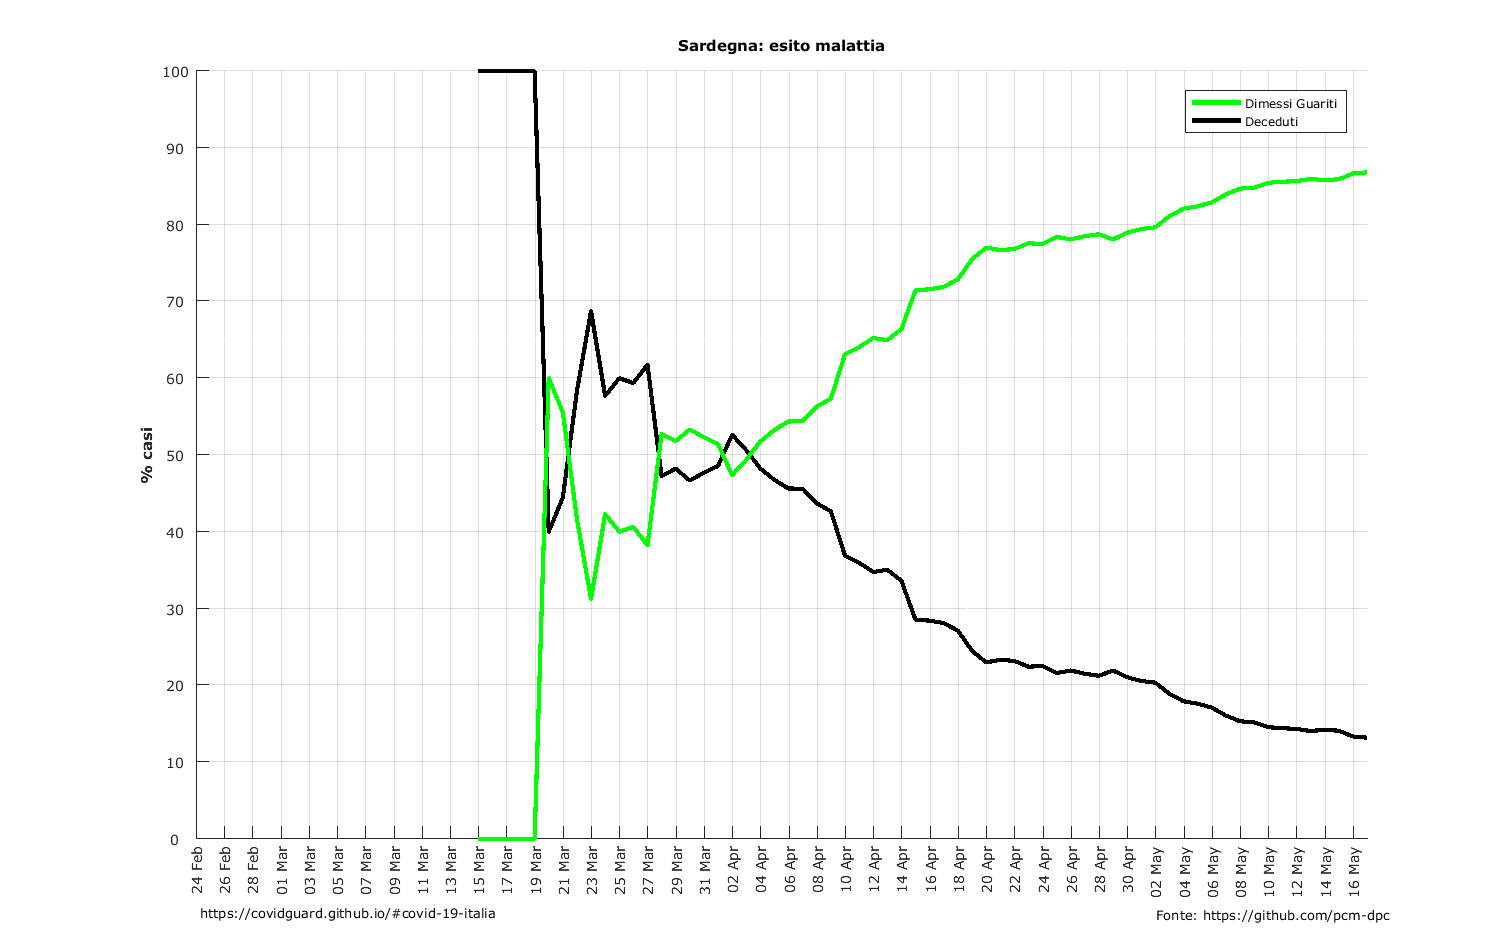 Sardegna: esito malattia
Dimessi Guariti
Deceduti
% casi
100
90
80
70
60
50
40
30
20
10
0
24 Feb
26 Feb
28 Feb
01 Mar
03 Mar
05 Mar
07 Mar
09 Mar
11 Mar
13 Mar
15 Mar
17 Mar
19 Mar
21 Mar
23 Mar
25 Mar
27 Mar
29 Mar
31 Mar
02 Apr
04 Apr
06 Apr
08 Apr
10 Apr
12 Apr
14 Apr
16 Apr
18 Apr
20 Apr
22 Apr
24 Apr
26 Apr
28 Apr
30 Apr
02 May
04 May
06 May
08 May
10 May
12 May
14 May
16 May
https://covidguard.github.io/#covid-19-italia
Fonte: https://github.com/pcm-dpc